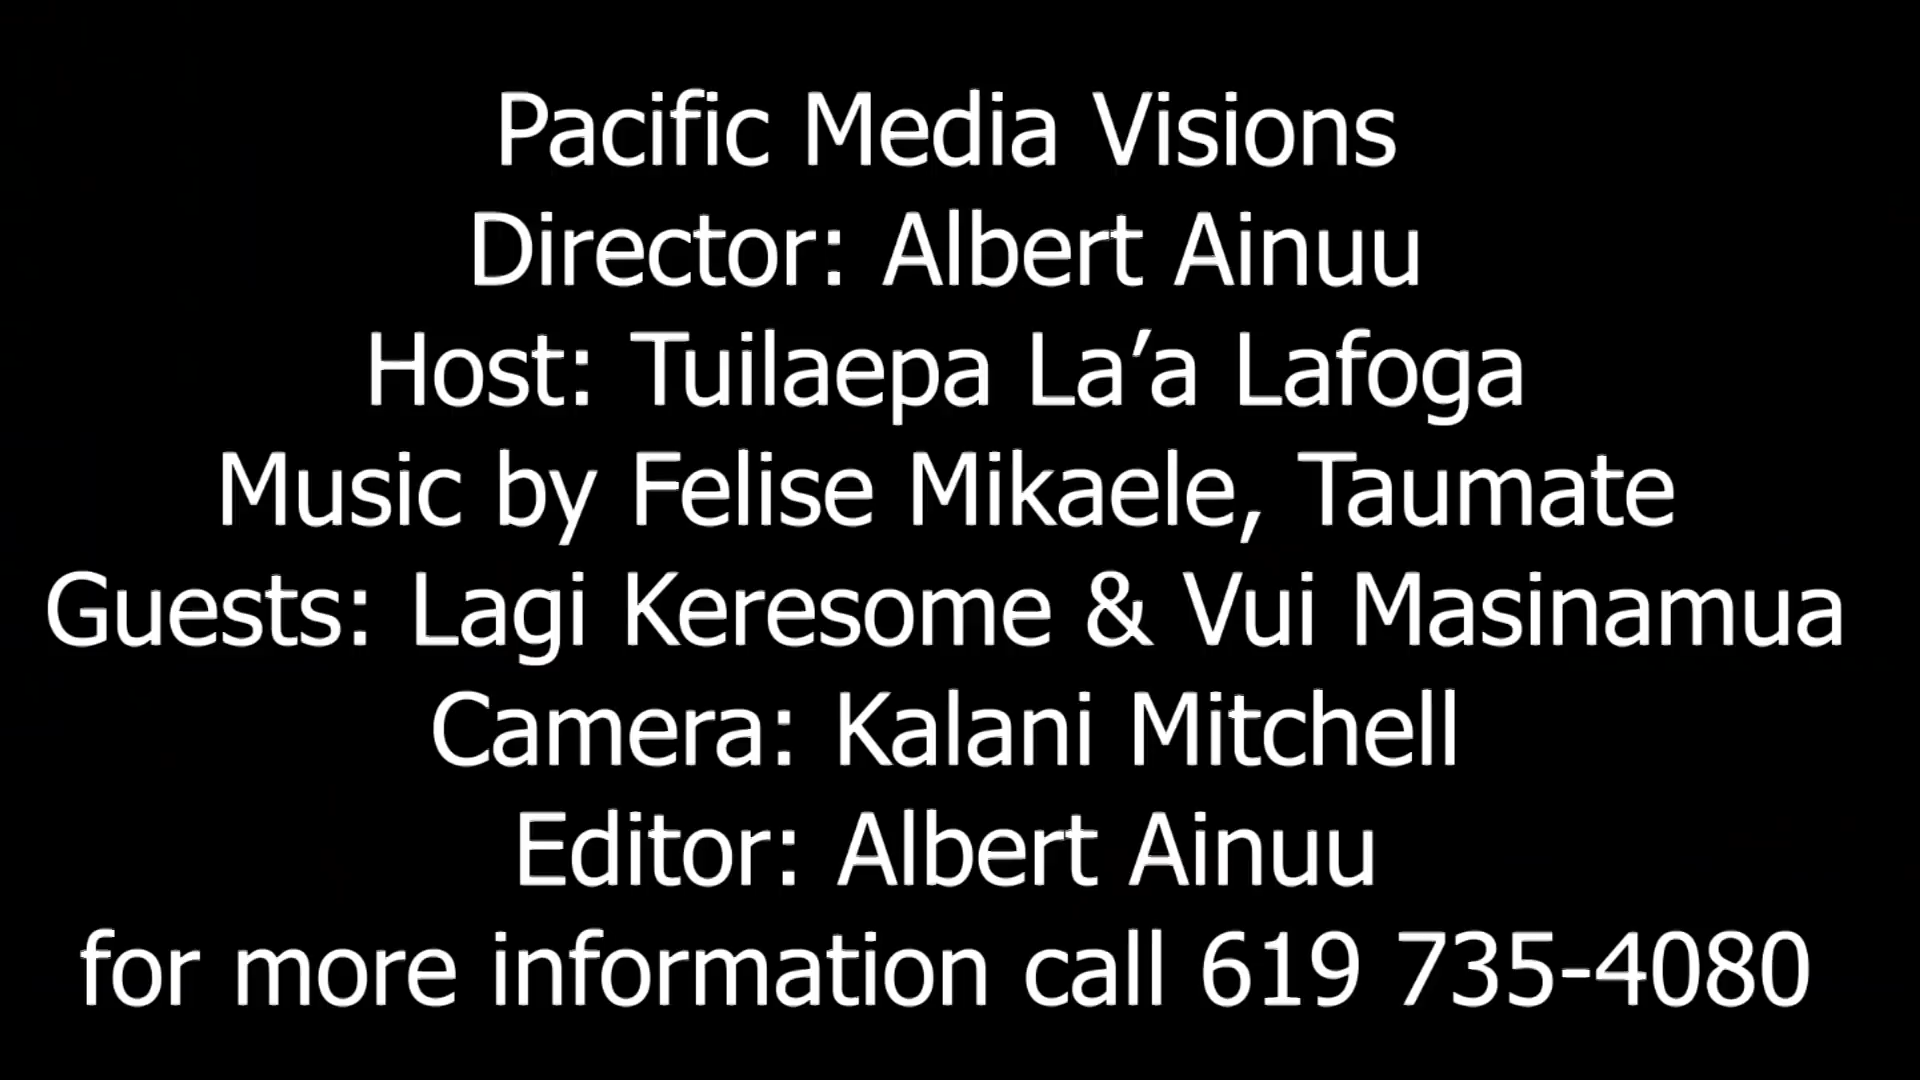 Pacific Media Visions
Director: Albert Ainuu
Host: Tuilaepa La’a Lafoga
Music by Felise Mikaele, Taumate
Guests: Lagi Keresome & Vui Masinamua
Camera: Kalani Mitchell
Editor: Albert Ainuu
for more information call 619 735-4080